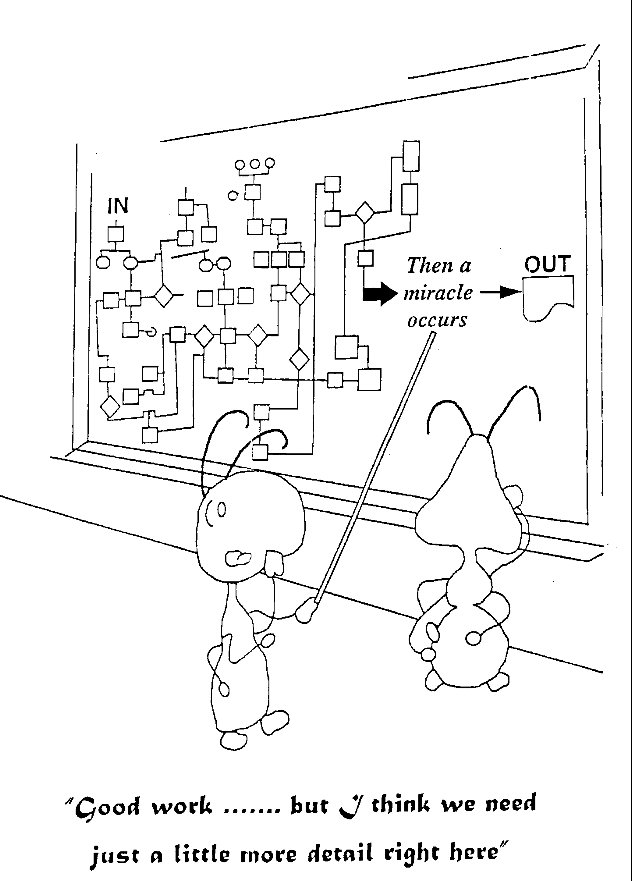 IN
Then a
miracle
occurs
OUT
"Good work ....... but I think we need
just a little more detail right here"